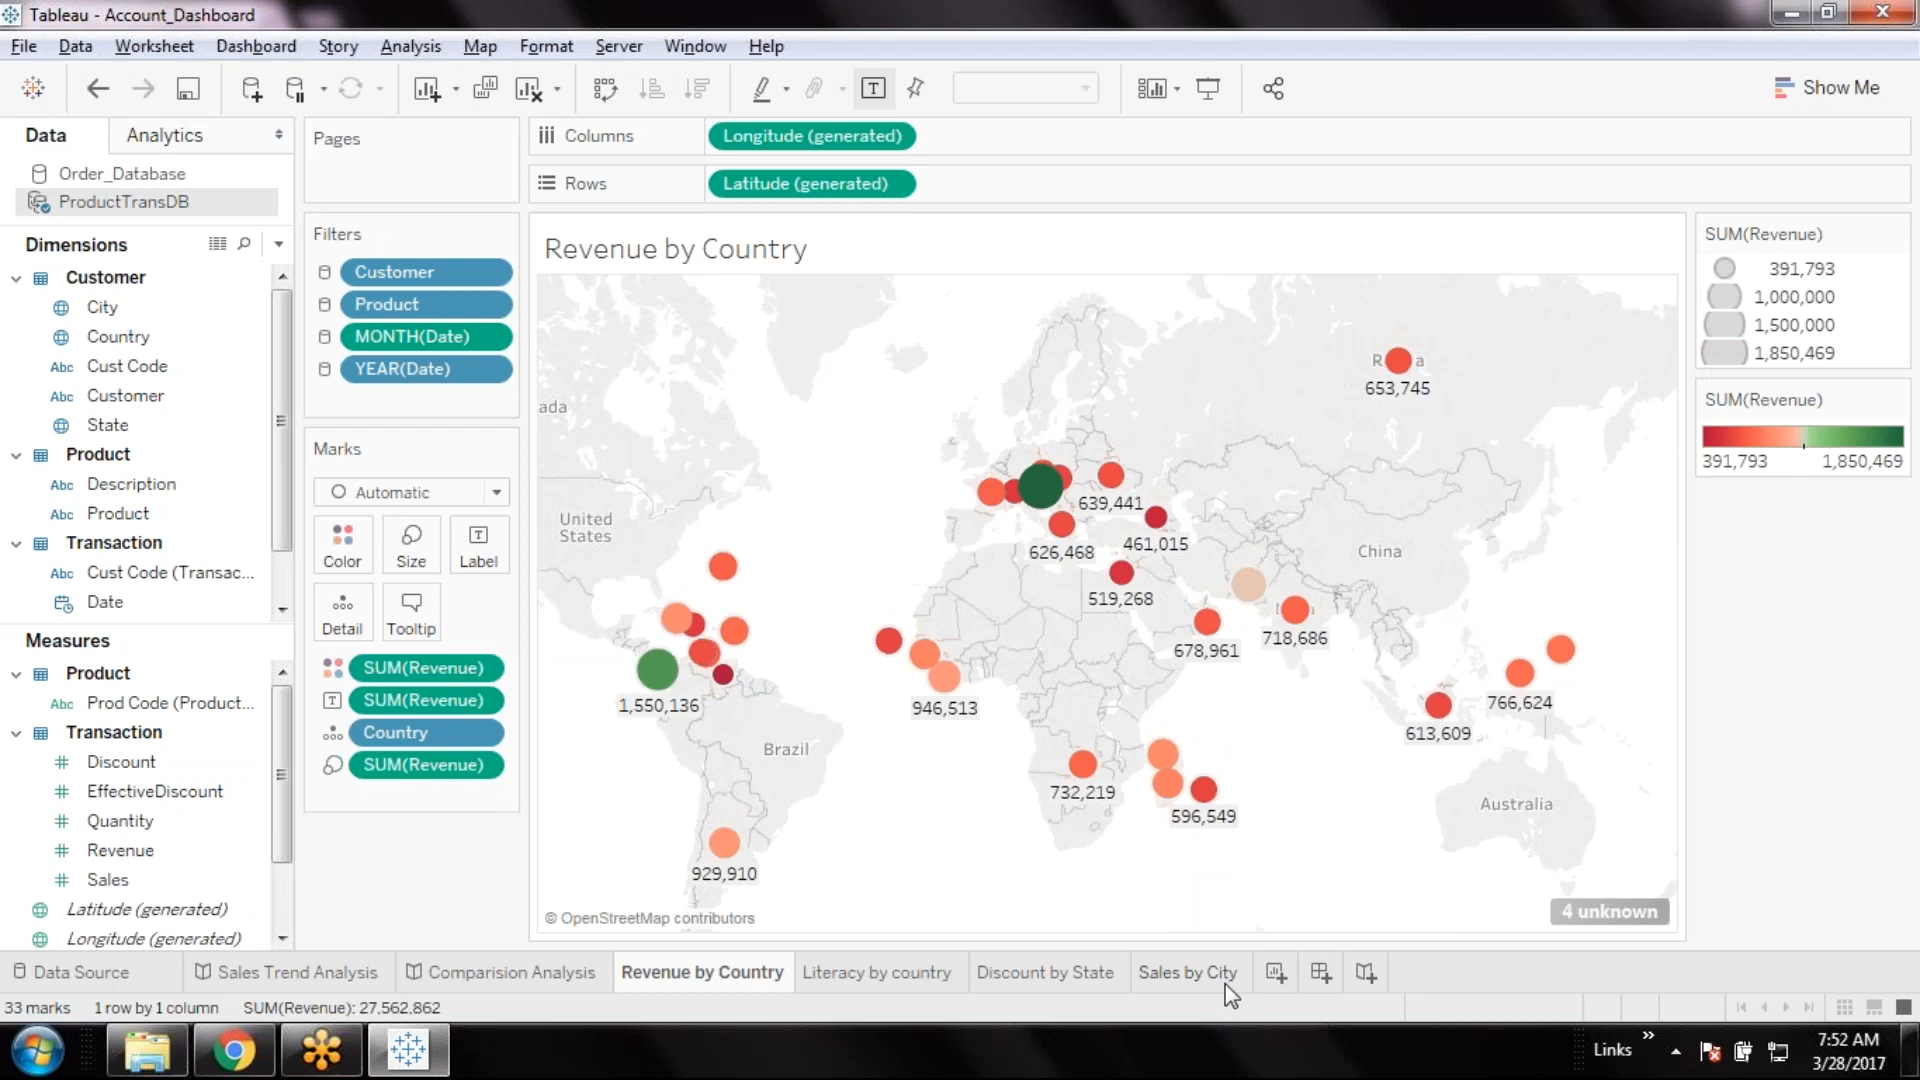 Tableau - Account_Dashboard
File Data Worksheet Dashboard Story Analysis Map Format Server Window Help
Show Me
Data Analytics
Order_Database
ProductTransDB
Dimensions
Customer
City
Country
Abc Cust Code
Abc Customer
State
Product
Abc Description
Abc Product
Transaction
Abc Cust Code (Transac...
Date
Measures
Product
Abc Prod Code (Product...
Transaction
# Discount
# EffectiveDiscount
# Quantity
# Revenue
# Sales
Latitude (generated)
Longitude (generated)
Pages
Filters
Customer
Product
MONTH(Date)
YEAR(Date)
Marks
Automatic
Color Size Label
Detail Tooltip
SUM(Revenue)
SUM(Revenue)
Country
SUM(Revenue)
Columns Longitude (generated)
Rows Latitude (generated)
Revenue by Country
ada
R a
653,745
639,441
United
States
626,468
461,015
China
519,268
678,961
718,686
1,550,136
946,513
766,624
613,609
Brazil
732,219
596,549
Australia
929,910
© OpenStreetMap contributors
4 unknown
SUM(Revenue)
391,793
1,000,000
1,500,000
1,850,469
SUM(Revenue)
391,793 1,850,469
Data Source Sales Trend Analysis Comparision Analysis Revenue by Country Literacy by country Discount by State Sales by City
33 marks 1 row by 1 column SUM(Revenue): 27,562,862
Links
7:52 AM
3/28/2017